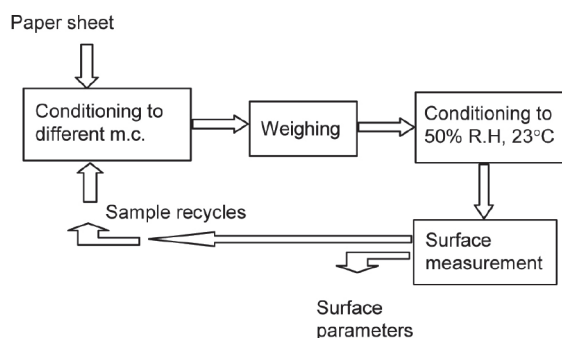 Paper sheet
Conditioning to
different m.c.
Weighing
Conditioning to
50% R.H, 23°C
Sample recycles
Surface
measurement
Surface
parameters